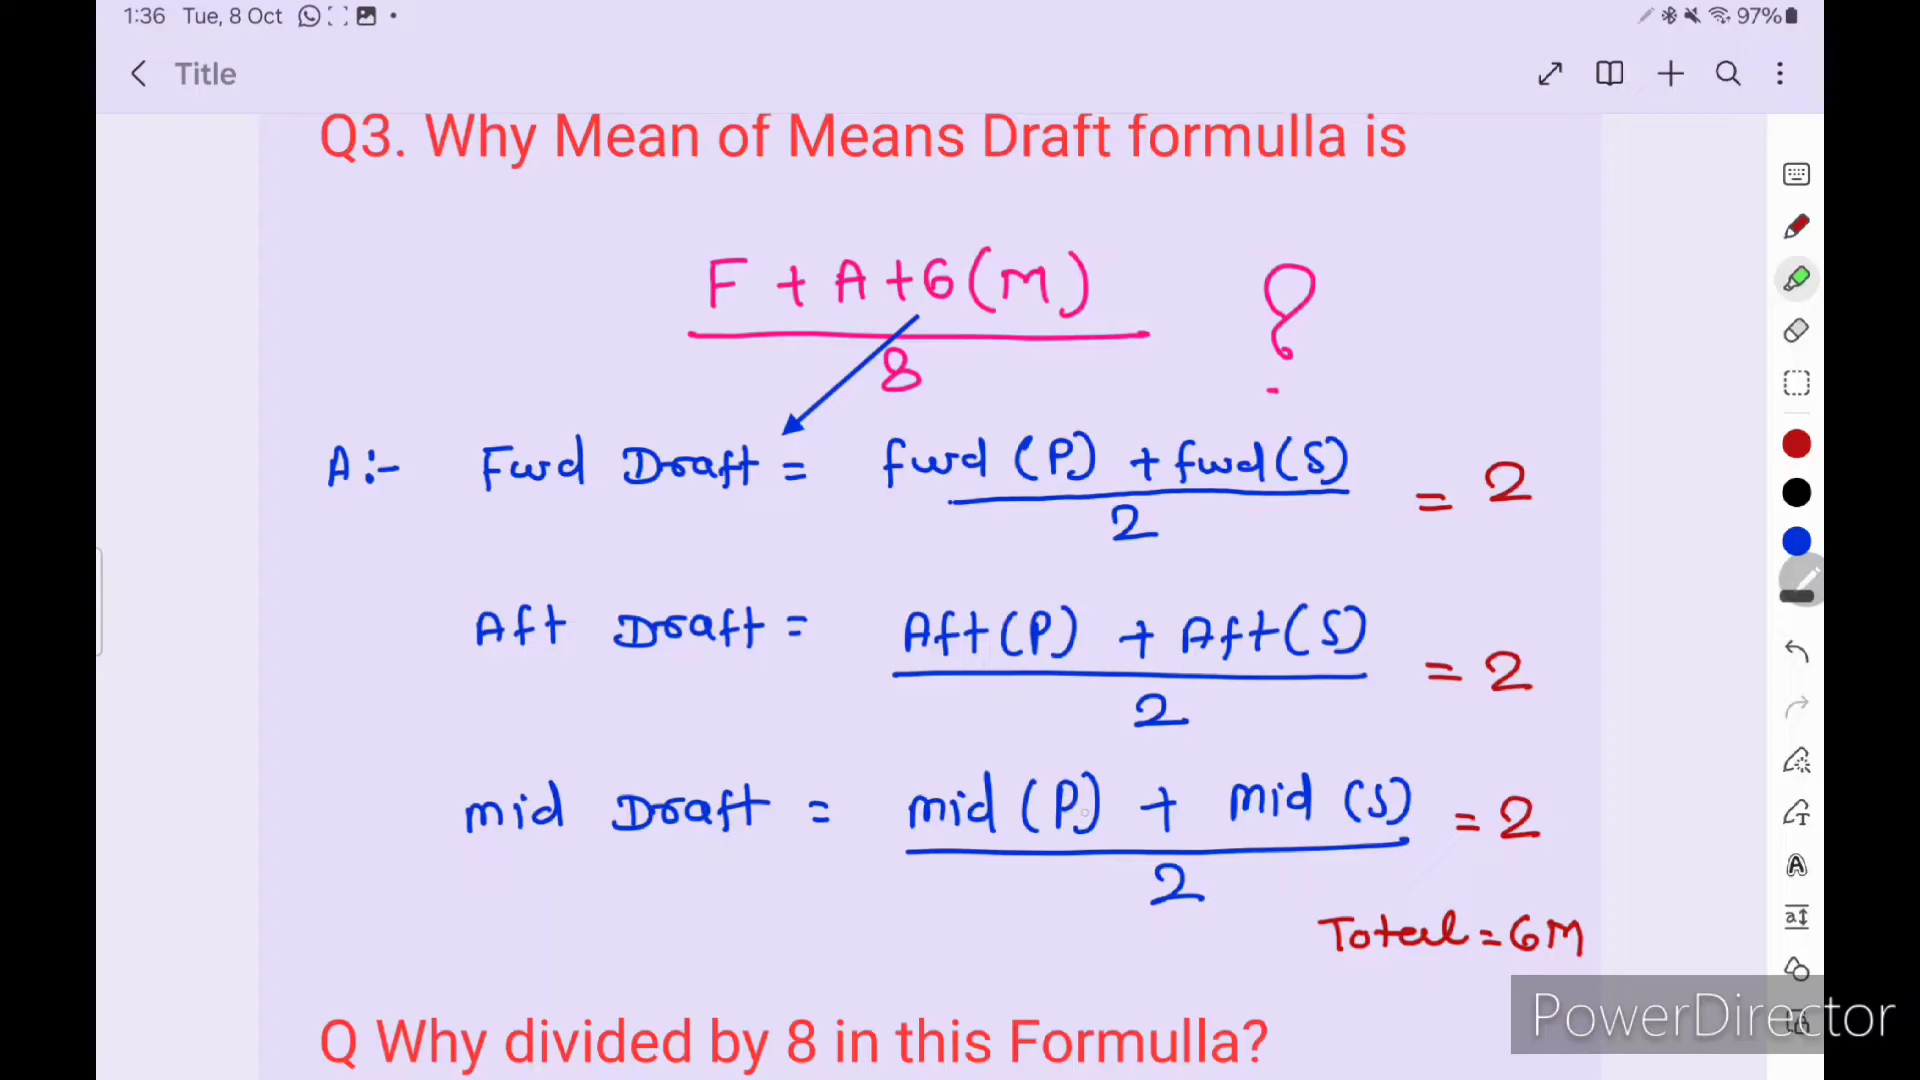 1:36 Tue, 8 Oct 97%
Title
Q3. Why Mean of Means Draft formulla is
F + A + 6 (M) ?
8
A:- Fwd Draft = fwd (P) + fwd (S) = 2
2
Aft Draft = Aft (P) + Aft (S) = 2
2
mid Draft = mid (P) + mid (S) = 2
2
Total = 6M
Q Why divided by 8 in this Formulla?
PowerDirector